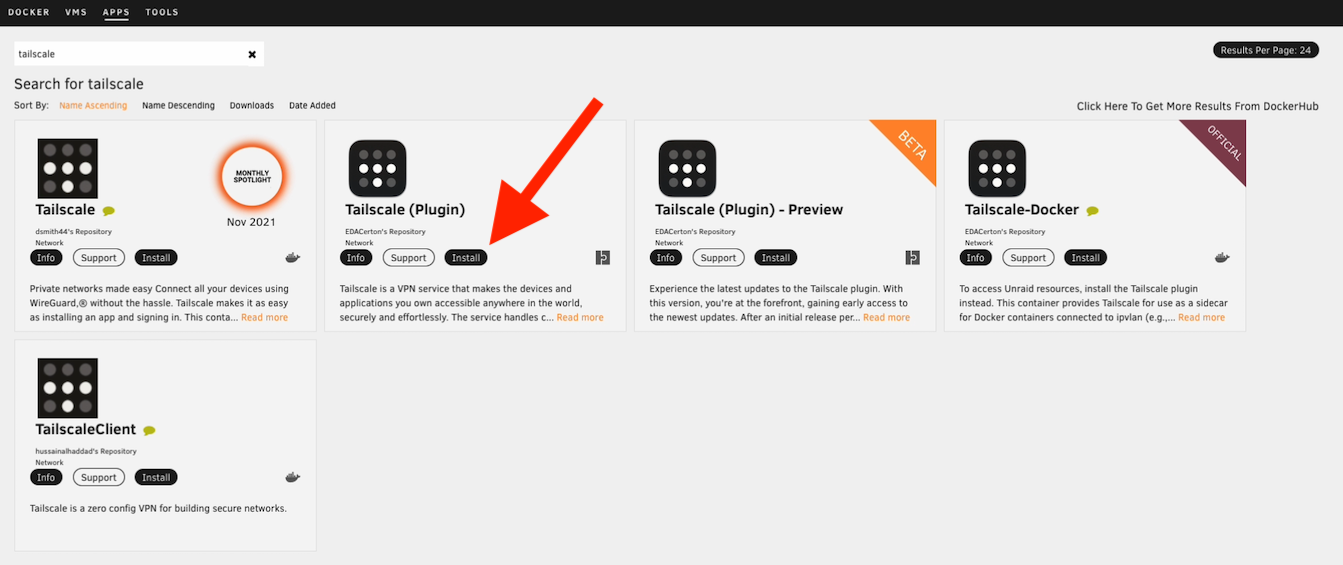 DOCKER VMS APPS TOOLS
tailscale
Results Per Page: 24
Search for tailscale
Sort By: Name Ascending Name Descending Downloads Date Added
Click Here To Get More Results From DockerHub
MONTHLY
SPOTLIGHT
Nov 2021
Tailscale
dsmith44's Repository
Network
Info Support Install
Private networks made easy Connect all your devices using
WireGuard,® without the hassle. Tailscale makes it as easy
as installing an app and signing in. This conta... Read more
Tailscale (Plugin)
EDACerton's Repository
Network
Info Support Install
Tailscale is a VPN service that makes the devices and
applications you own accessible anywhere in the world,
securely and effortlessly. The service handles c... Read more
BETA
Tailscale (Plugin) - Preview
EDACerton's Repository
Network
Info Support Install
Experience the latest updates to the Tailscale plugin. With
this version, you're at the forefront, gaining early access to
the newest updates. After an initial release per... Read more
OFFICIAL
Tailscale-Docker
EDACerton's Repository
Network
Info Support Install
To access Unraid resources, install the Tailscale plugin
instead. This container provides Tailscale for use as a sidecar
for Docker containers connected to ipvlan (e.g.,... Read more
TailscaleClient
hussainalhaddad's Repository
Network
Info Support Install
Tailscale is a zero config VPN for building secure networks.